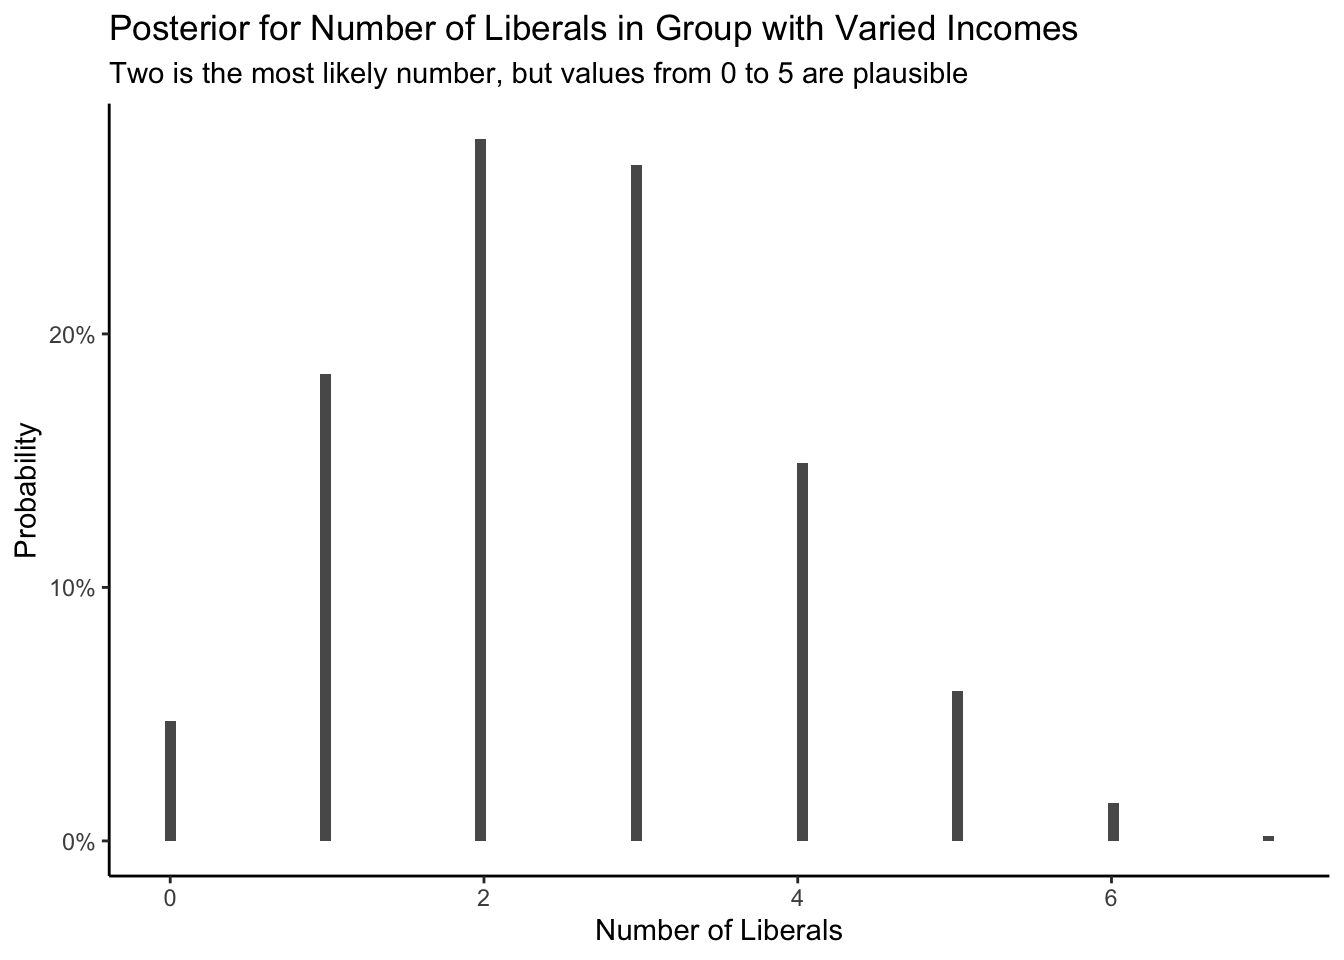 Posterior for Number of Liberals in Group with Varied Incomes
Two is the most likely number, but values from 0 to 5 are plausible
20%
10%
0%
Probability
0 2 4 6
Number of Liberals